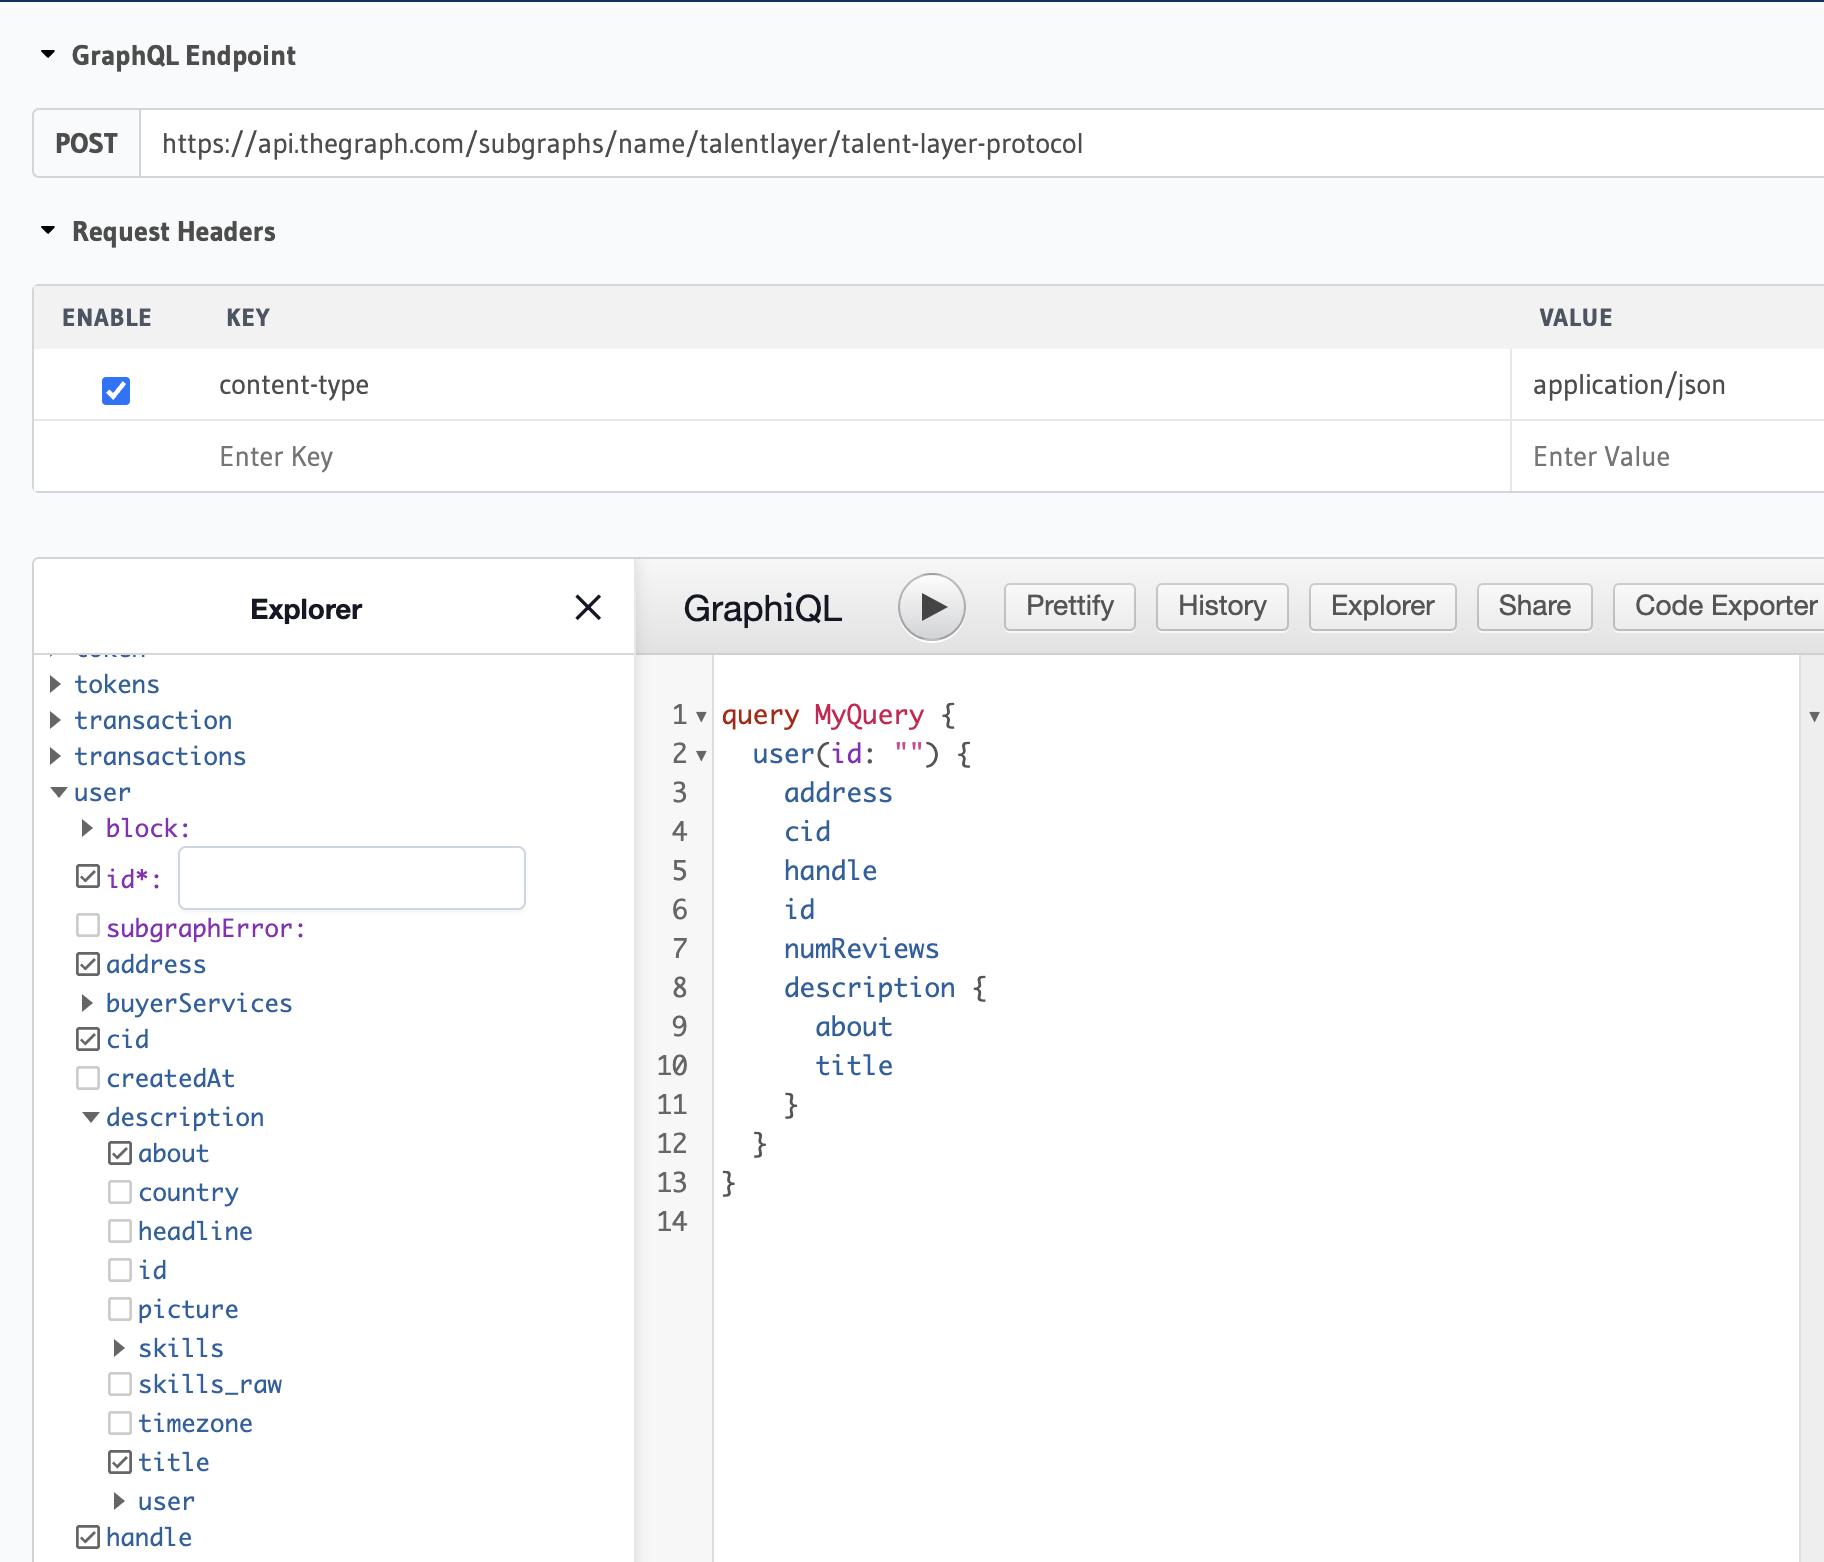 GraphQL Endpoint
POST https://api.thegraph.com/subgraphs/name/talentlayer/talent-layer-protocol
Request Headers
ENABLE KEY VALUE
content-type application/json
Enter Key Enter Value
Explorer
tokens
transaction
transactions
user
block:
id*:
subgraphError:
address
buyerServices
cid
createdAt
description
about
country
headline
id
picture
skills
skills_raw
timezone
title
user
handle
GraphiQL Prettify History Explorer Share Code Exporter
1 query MyQuery {
2 user(id: "") {
3 address
4 cid
5 handle
6 id
7 numReviews
8 description {
9 about
10 title
11 }
12 }
13 }
14